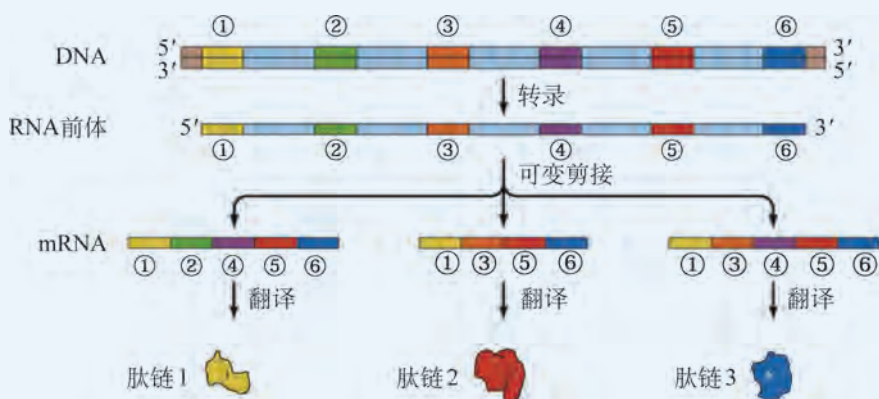 ① ② ③ ④ ⑤ ⑥
DNA 5′ 3′
3′ 5′
转录
RNA前体 5′ 3′
① ② ③ ④ ⑤ ⑥
可变剪接
mRNA
① ② ④ ⑤ ⑥ ① ③ ⑤ ⑥ ① ③ ④ ⑤ ⑥
翻译 翻译 翻译
肽链1 肽链2 肽链3